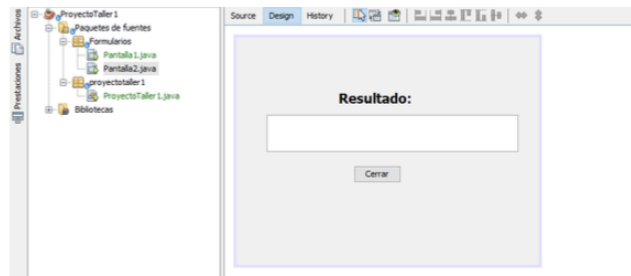 Archivos
Prestaciones
ProyectoTaller1
Paquetes de fuentes
Formularios
Pantalla1.java
Pantalla2.java
proyectotaller1
ProyectoTaller1.java
Bibliotecas
Source Design History
Resultado:
Cerrar